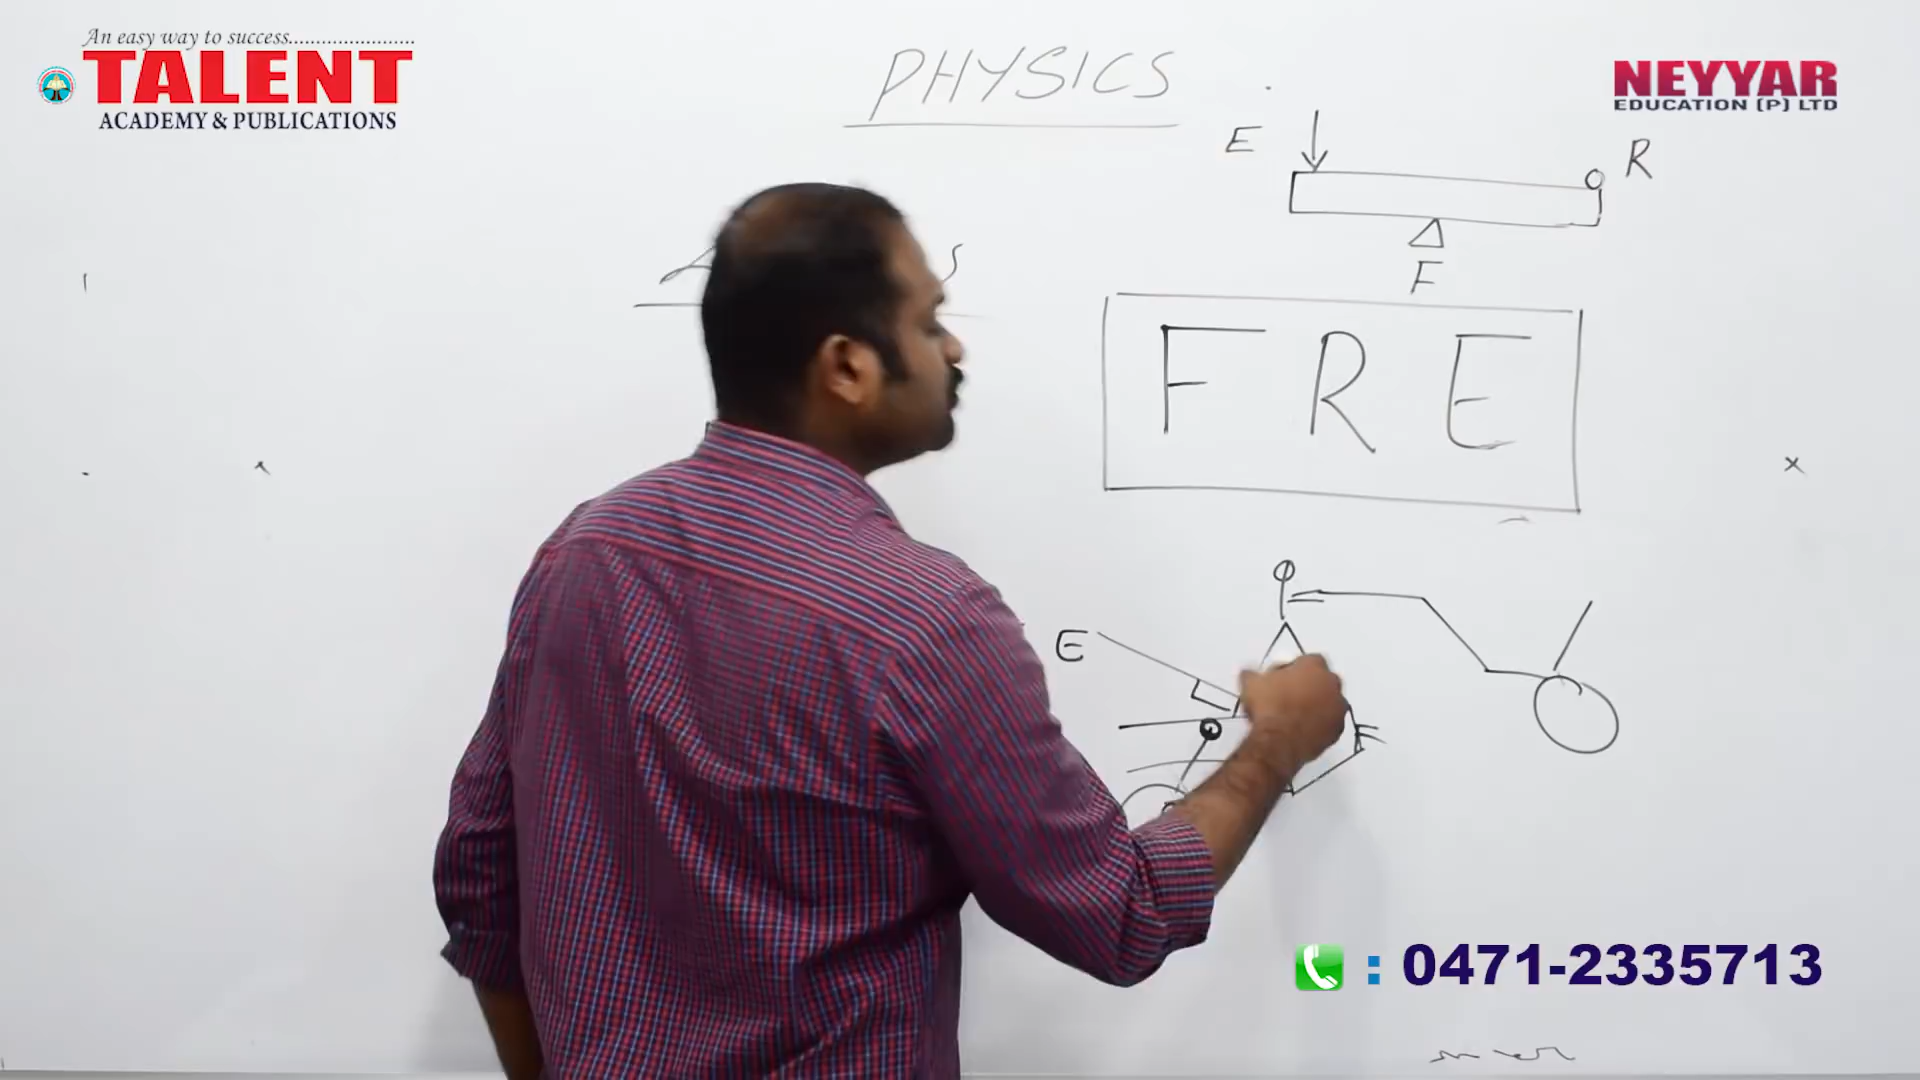 An easy way to success.......................
TALENT
ACADEMY & PUBLICATIONS
NEYYAR
EDUCATION (P) LTD
PHYSICS
E
R
F
F R E
E
: 0471-2335713